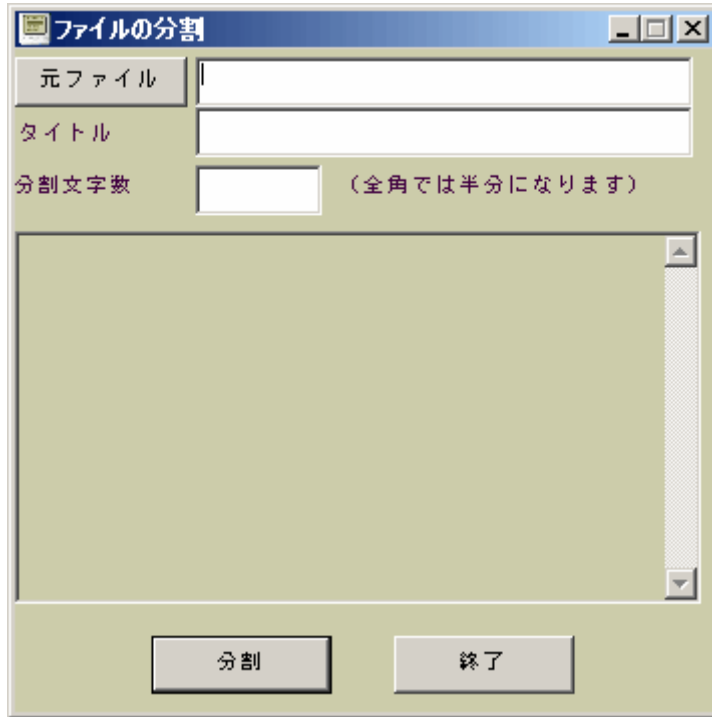 ファイルの分割
元ファイル
タイトル
分割文字数 (全角では半分になります)
分割 終了